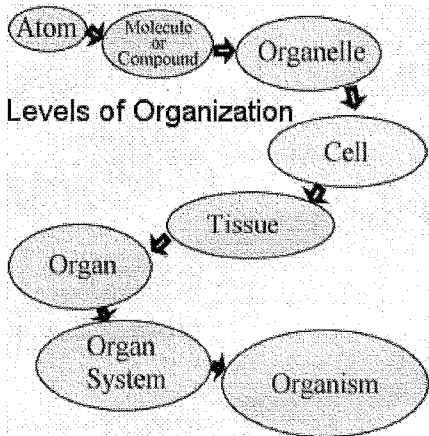 Atom
Molecule
or
Compound
Organelle
Levels of Organization
Cell
Tissue
Organ
Organ
System
Organism